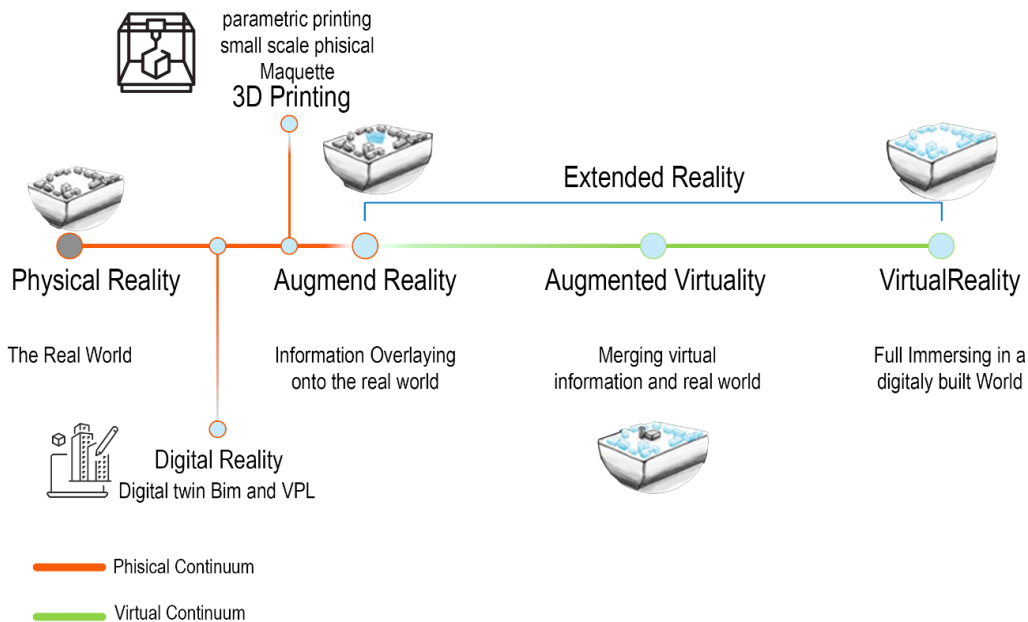 parametric printing
small scale phisical
Maquette
3D Printing
Extended Reality
Physical Reality
Augmend Reality
Augmented Virtuality
VirtualReality
The Real World
Information Overlaying
onto the real world
Merging virtual
information and real world
Full Immersing in a
digitaly built World
Digital Reality
Digital twin Bim and VPL
Phisical Continuum
Virtual Continuum